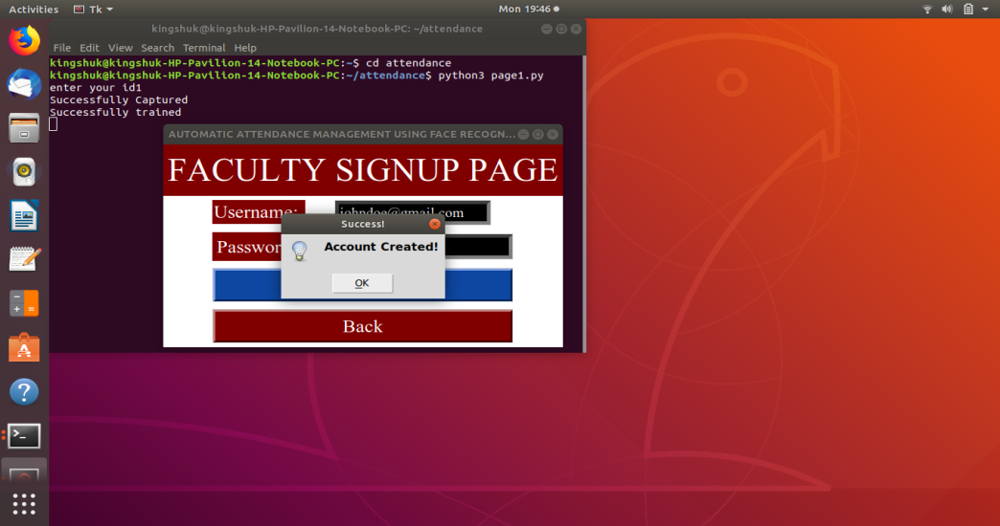 Activities
Tk
Mon 19:46
kingshuk@kingshuk-HP-Pavilion-14-Notebook-PC: ~/attendance
File Edit View Search Terminal Help
kingshuk@kingshuk-HP-Pavilion-14-Notebook-PC:~$ cd attendance
kingshuk@kingshuk-HP-Pavilion-14-Notebook-PC:~/attendance$ python3 page1.py
enter your id1
Successfully Captured
Successfully trained
AUTOMATIC ATTENDANCE MANAGEMENT USING FACE RECOGN...
FACULTY SIGNUP PAGE
Username:
johndoe@gmail.com
Success!
Passwor
Account Created!
OK
Back